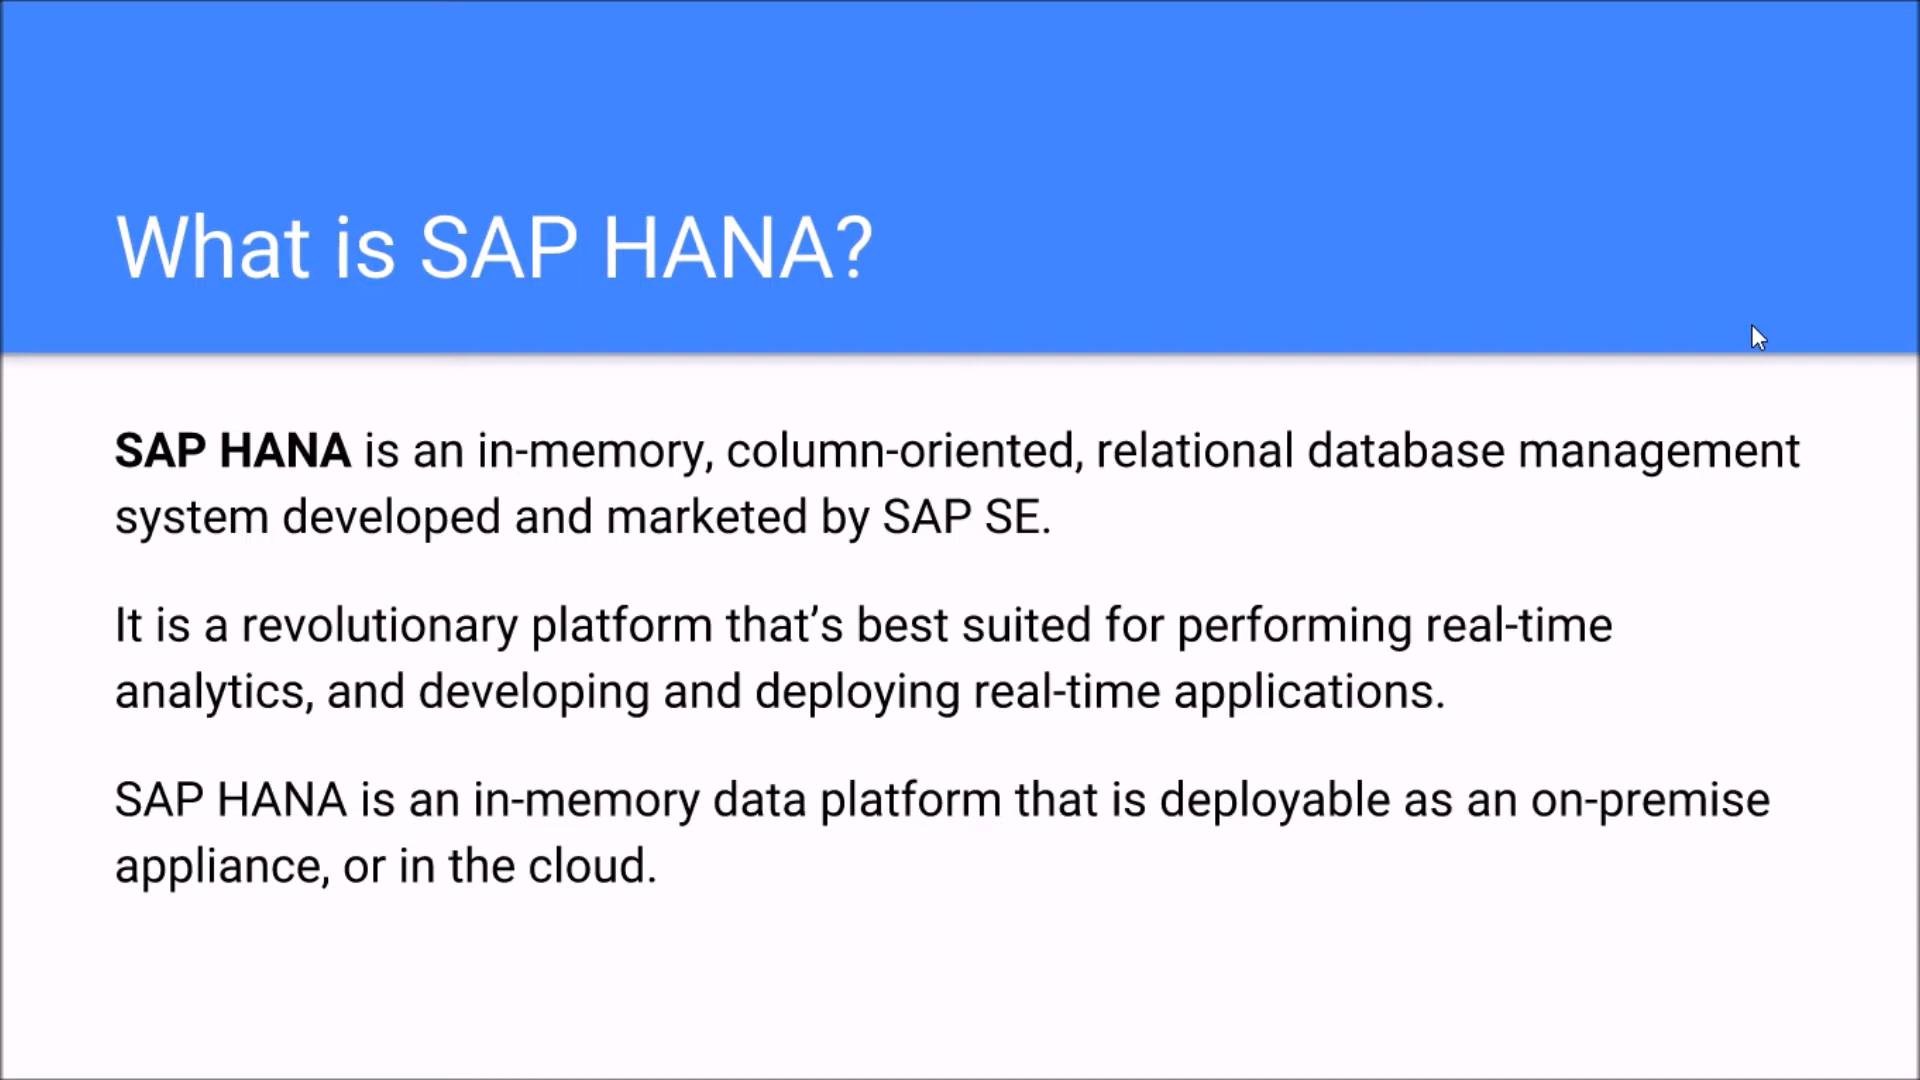 What is SAP HANA?
SAP HANA is an in-memory, column-oriented, relational database management
system developed and marketed by SAP SE.
It is a revolutionary platform that’s best suited for performing real-time
analytics, and developing and deploying real-time applications.
SAP HANA is an in-memory data platform that is deployable as an on-premise
appliance, or in the cloud.